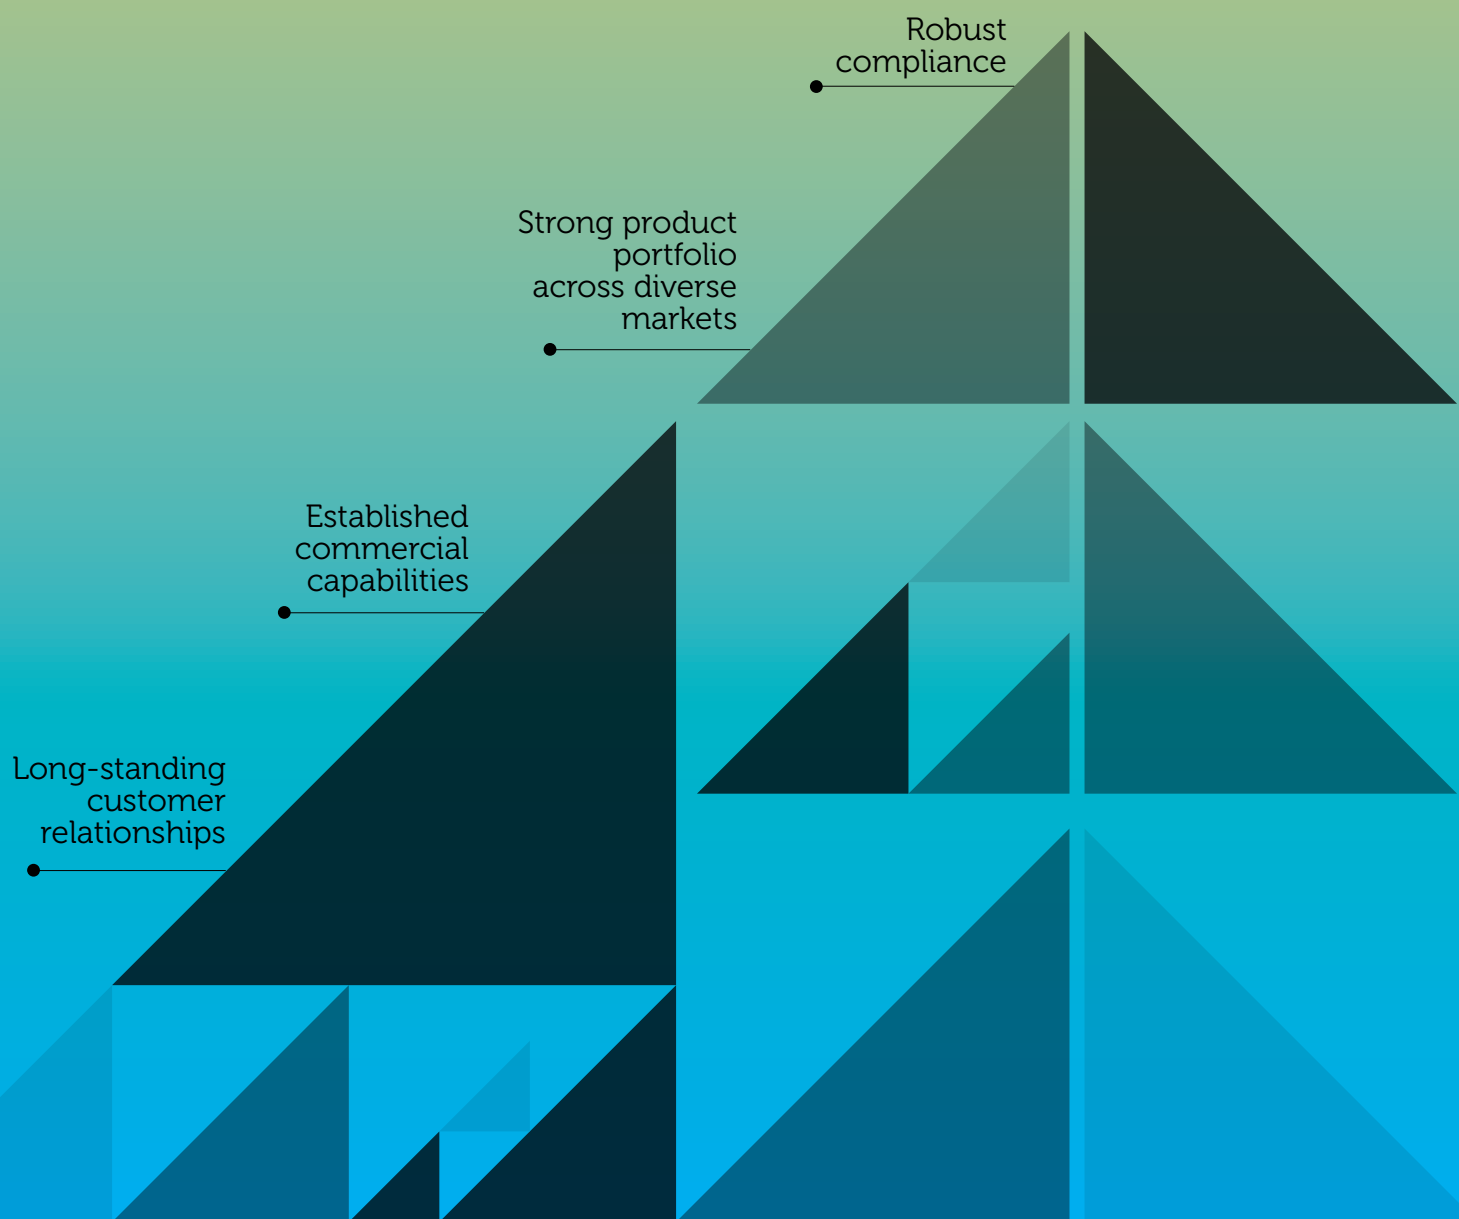 Robust
compliance
Strong product
portfolio
across diverse
markets
Established
commercial
capabilities
Long-standing
customer
relationships